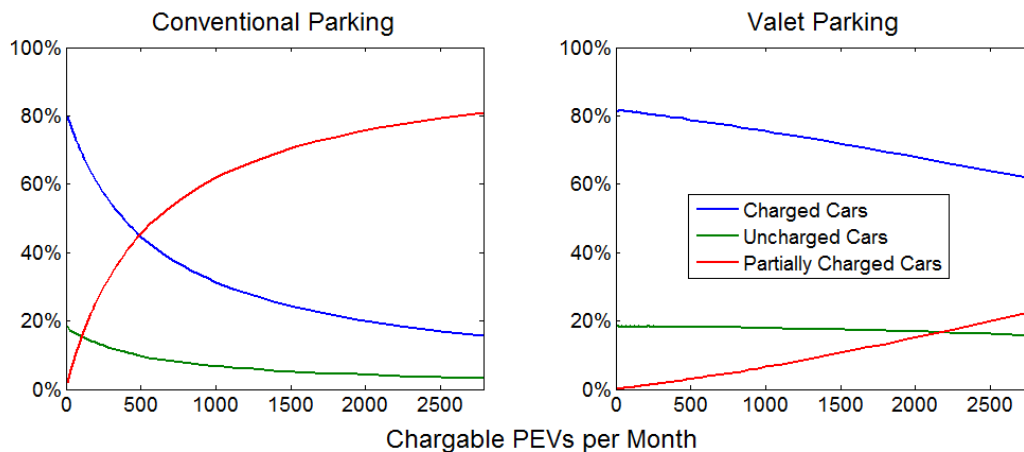 Conventional Parking
100%
80%
60%
40%
20%
0%
0 500 1000 1500 2000 2500
Valet Parking
100%
80%
60%
40%
20%
0%
0 500 1000 1500 2000 2500
Charged Cars
Uncharged Cars
Partially Charged Cars
Chargable PEVs per Month